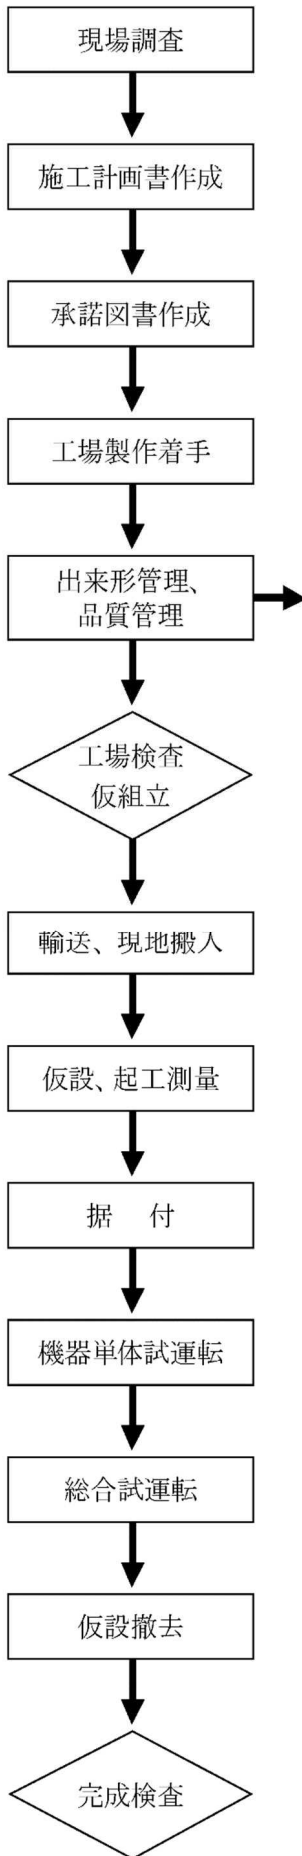 現場調査
施工計画書作成
承諾図書作成
工場製作着手
出来形管理、
品質管理
工場検査
仮組立
輸送、現地搬入
仮設、起工測量
据　付
機器単体試運転
総合試運転
仮設撤去
完成検査